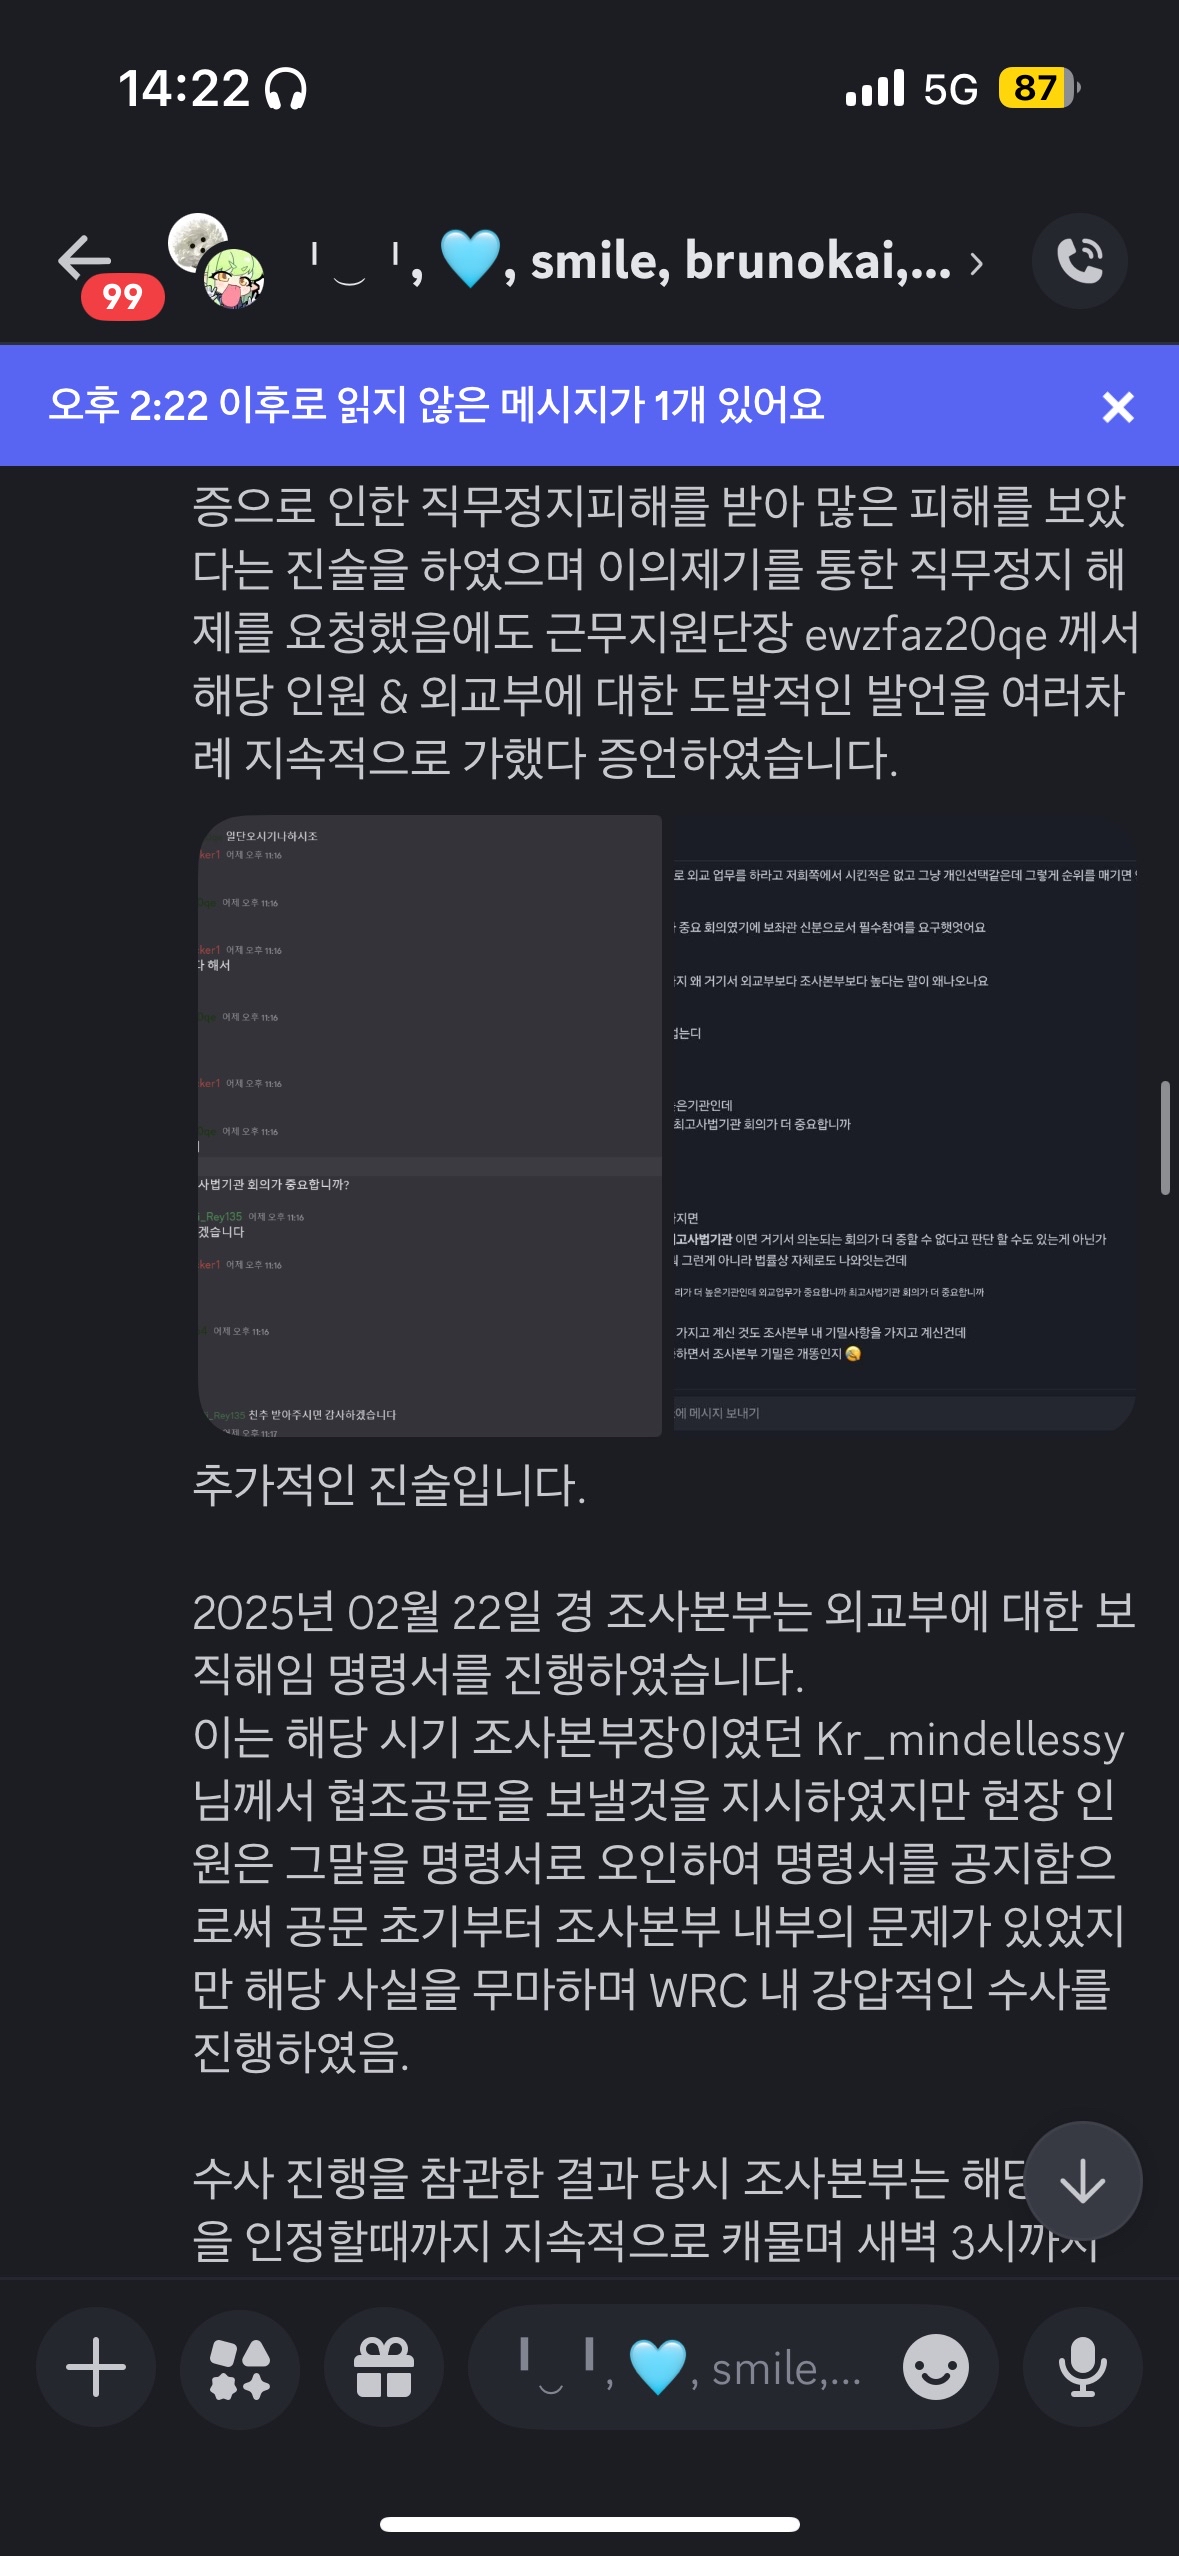 14:22
5G
87
99
smile, brunokai,...
오후 2:22 이후로 읽지 않은 메시지가 1개 있어요
증으로 인한 직무정지피해를 받아 많은 피해를 보았
다는 진술을 하였으며 이의제기를 통한 직무정지 해
제를 요청했음에도 근무지원단장 ewzfaz20qe 께서
해당 인원 & 외교부에 대한 도발적인 발언을 여러차
례 지속적으로 가했다 증언하였습니다.
일단오시기나하시조
ker1 어제 오후 11:16
어제 오후 11:16
ker1 어제 오후 11:16
다 해서
어제 오후 11:16
ker1 어제 오후 11:16
어제 오후 11:16
사법기관 회의가 중요합니까?
_Rey135 어제 오후 11:16
겠습니다
ker1 어제 오후 11:16
어제 오후 11:16
_Rey135 친추 받아주시면 감사하겠습니다
어제 오후 11:17
로 외교 업무를 하라고 저희쪽에서 시킨적은 없고 그냥 개인선택같은데 그렇게 순위를 매기면
중요 회의였기에 보좌관 신분으로서 필수참여를 요구햇엇어요
지 왜 거기서 외교부보다 조사본부보다 높다는 말이 왜나오나요
없는디
은기관인데
최고사법기관 회의가 더 중요합니까
지면
고사법기관 이면 거기서 의논되는 회의가 더 중할 수 없다고 판단 할 수도 있는게 아닌가
그런게 아니라 법률상 자체로도 나와잇는건데
리가 더 높은기관인데 외교업무가 중요합니까 최고사법기관 회의가 더 중요합니까
가지고 계신 것도 조사본부 내 기밀사항을 가지고 계신건데
하면서 조사본부 기밀은 개똥인지
에 메시지 보내기
추가적인 진술입니다.
2025년 02월 22일 경 조사본부는 외교부에 대한 보
직해임 명령서를 진행하였습니다.
이는 해당 시기 조사본부장이였던 Kr_mindellessy
님께서 협조공문을 보낼것을 지시하였지만 현장 인
원은 그말을 명령서로 오인하여 명령서를 공지함으
로써 공문 초기부터 조사본부 내부의 문제가 있었지
만 해당 사실을 무마하며 WRC 내 강압적인 수사를
진행하였음.
수사 진행을 참관한 결과 당시 조사본부는 해당
을 인정할때까지 지속적으로 캐물며 새벽 3시까지
smile,...